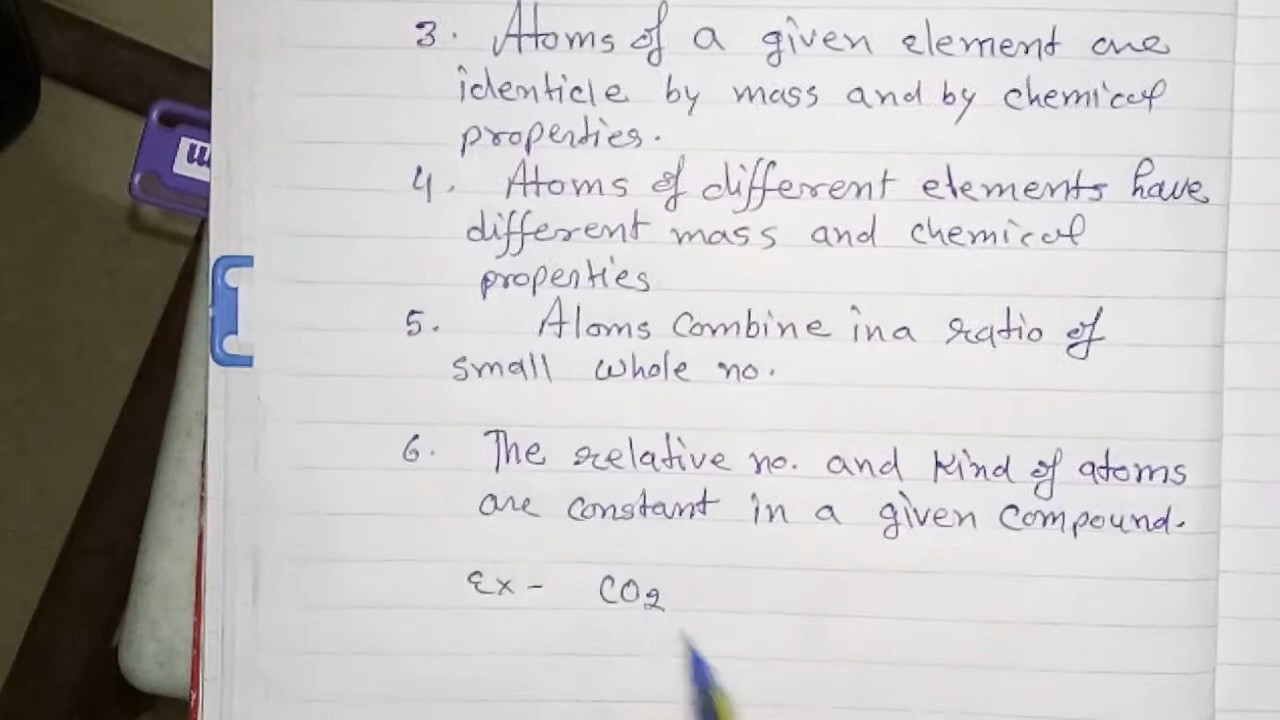 3. Atoms of a given element are
identicle by mass and by chemical
properties.
4. Atoms of different elements have
different mass and chemical
properties
5. Atoms combine in a ratio of
small whole no.
6. The relative no. and kind of atoms
are constant in a given compound.
Ex - CO2